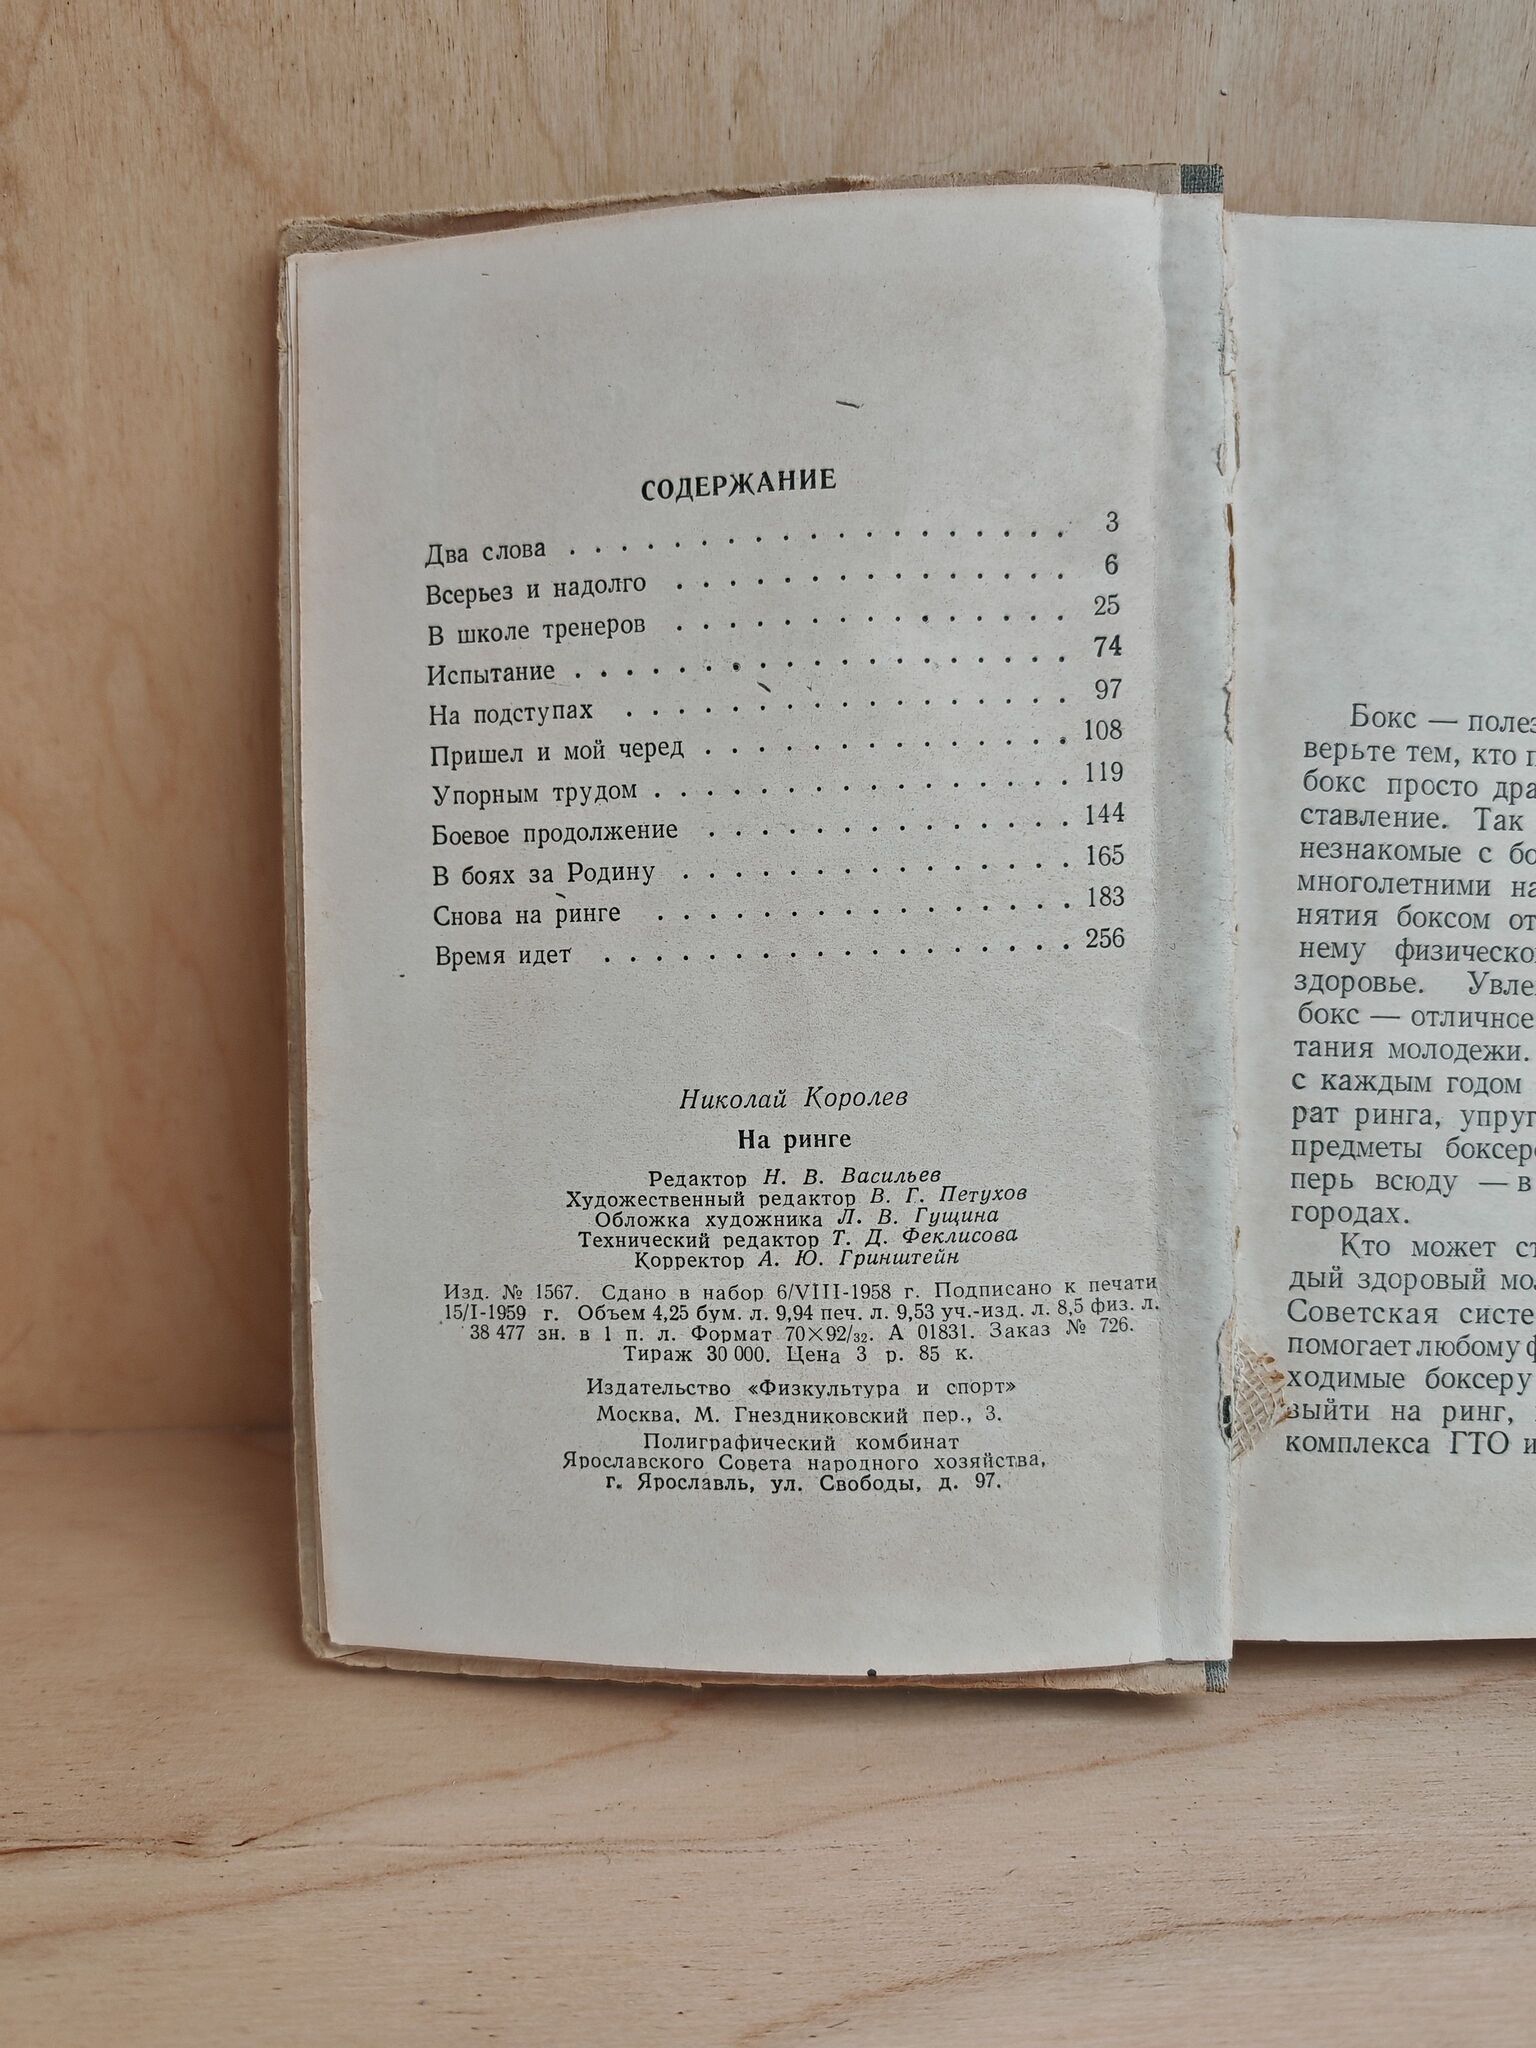 СОДЕРЖАНИЕ
Два слова . . . . . . . . . . . . . . . . . . . 3
Всерьез и надолго . . . . . . . . . . . . . . . 6
В школе тренеров . . . . . . . . . . . . . . . 25
Испытание . . . . . . . . . . . . . . . . . . . 74
На подступах . . . . . . . . . . . . . . . . . 97
Пришел и мой черед . . . . . . . . . . . . . . 108
Упорным трудом . . . . . . . . . . . . . . . . 119
Боевое продолжение . . . . . . . . . . . . . . 144
В боях за Родину . . . . . . . . . . . . . . . 165
Снова на ринге . . . . . . . . . . . . . . . . 183
Время идет . . . . . . . . . . . . . . . . . . 256
Николай Королев
На ринге
Редактор Н. В. Васильев
Художественный редактор В. Г. Петухов
Обложка художника Л. В. Гущина
Технический редактор Т. Д. Феклисова
Корректор А. Ю. Гринштейн
Изд. № 1567. Сдано в набор 6/VIII-1958 г. Подписано к печати
15/I-1959 г. Объем 4,25 бум. л. 9,94 печ. л. 9,53 уч.-изд. л. 8,5 физ. л.
38 477 зн. в 1 п. л. Формат 70×92/32. А 01831. Заказ № 726.
Тираж 30 000. Цена 3 р. 85 к.
Издательство «Физкультура и спорт»
Москва, М. Гнездниковский пер., 3.
Полиграфический комбинат
Ярославского Совета народного хозяйства,
г. Ярославль, ул. Свободы, д. 97.
Бокс — полез
верьте тем, кто п
бокс просто дра
ставление. Так
незнакомые с бо
многолетними на
нятия боксом от
нему физическо
здоровье. Увле
бокс — отличное
тания молодежи.
с каждым годом
рат ринга, упруг
предметы боксер
перь всюду — в
городах.
Кто может ст
дый здоровый мол
Советская систе
помогает любому ф
ходимые боксеру
выйти на ринг,
комплекса ГТО и